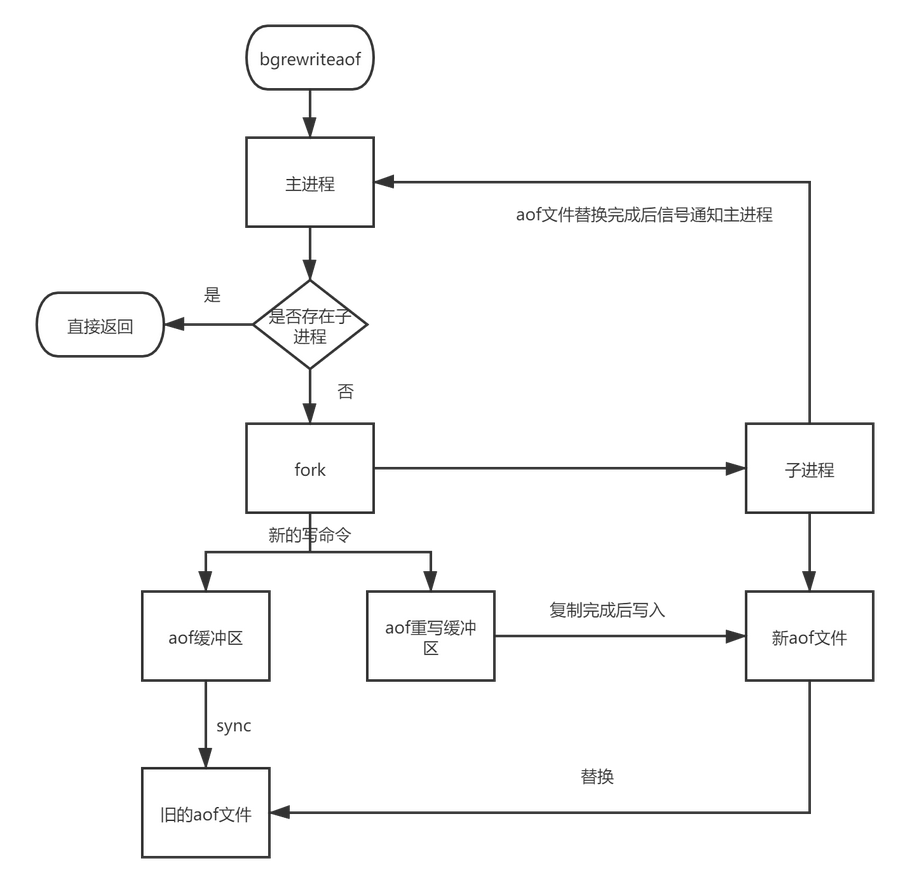 bgrewriteaof
主进程
aof文件替换完成后信号通知主进程
是
直接返回
是否存在子
进程
否
fork
子进程
新的写命令
aof缓冲区
aof重写缓冲
区
复制完成后写入
新aof文件
sync
替换
旧的aof文件